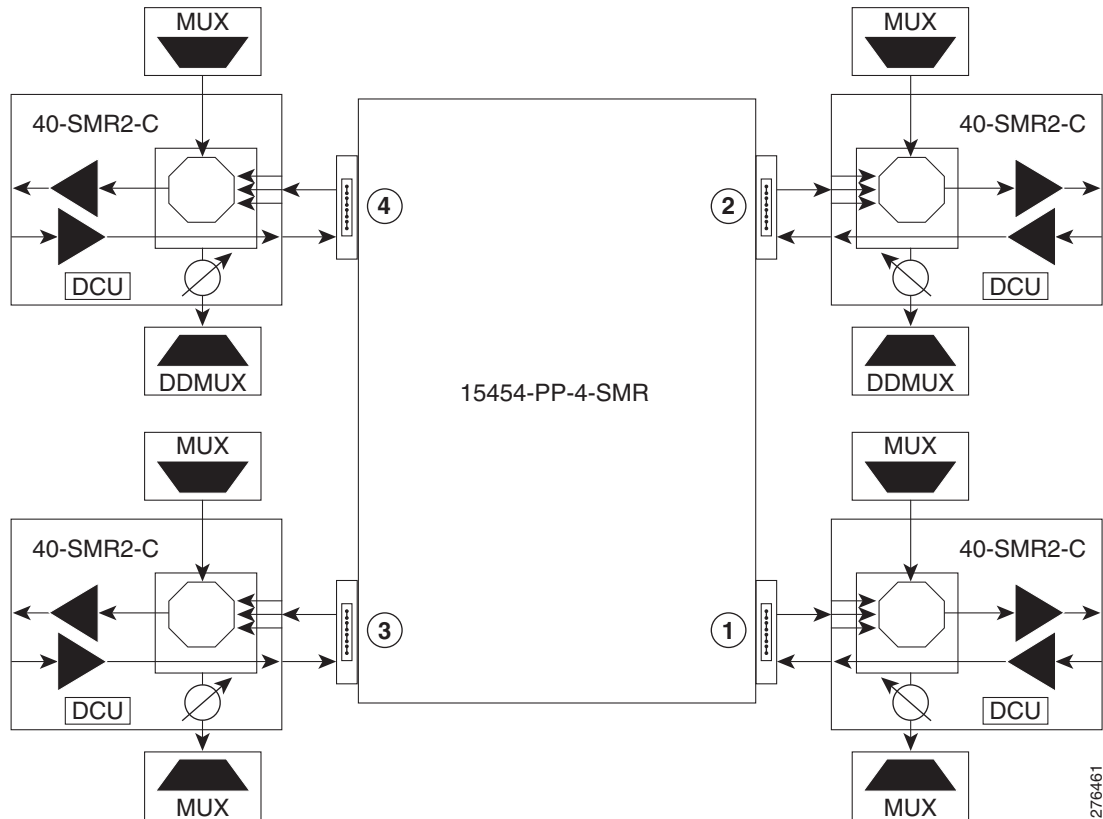 MUX
MUX
40-SMR2-C
40-SMR2-C
4
2
DCU
DCU
DDMUX
DDMUX
15454-PP-4-SMR
MUX
MUX
40-SMR2-C
40-SMR2-C
3
1
DCU
DCU
MUX
MUX
276461